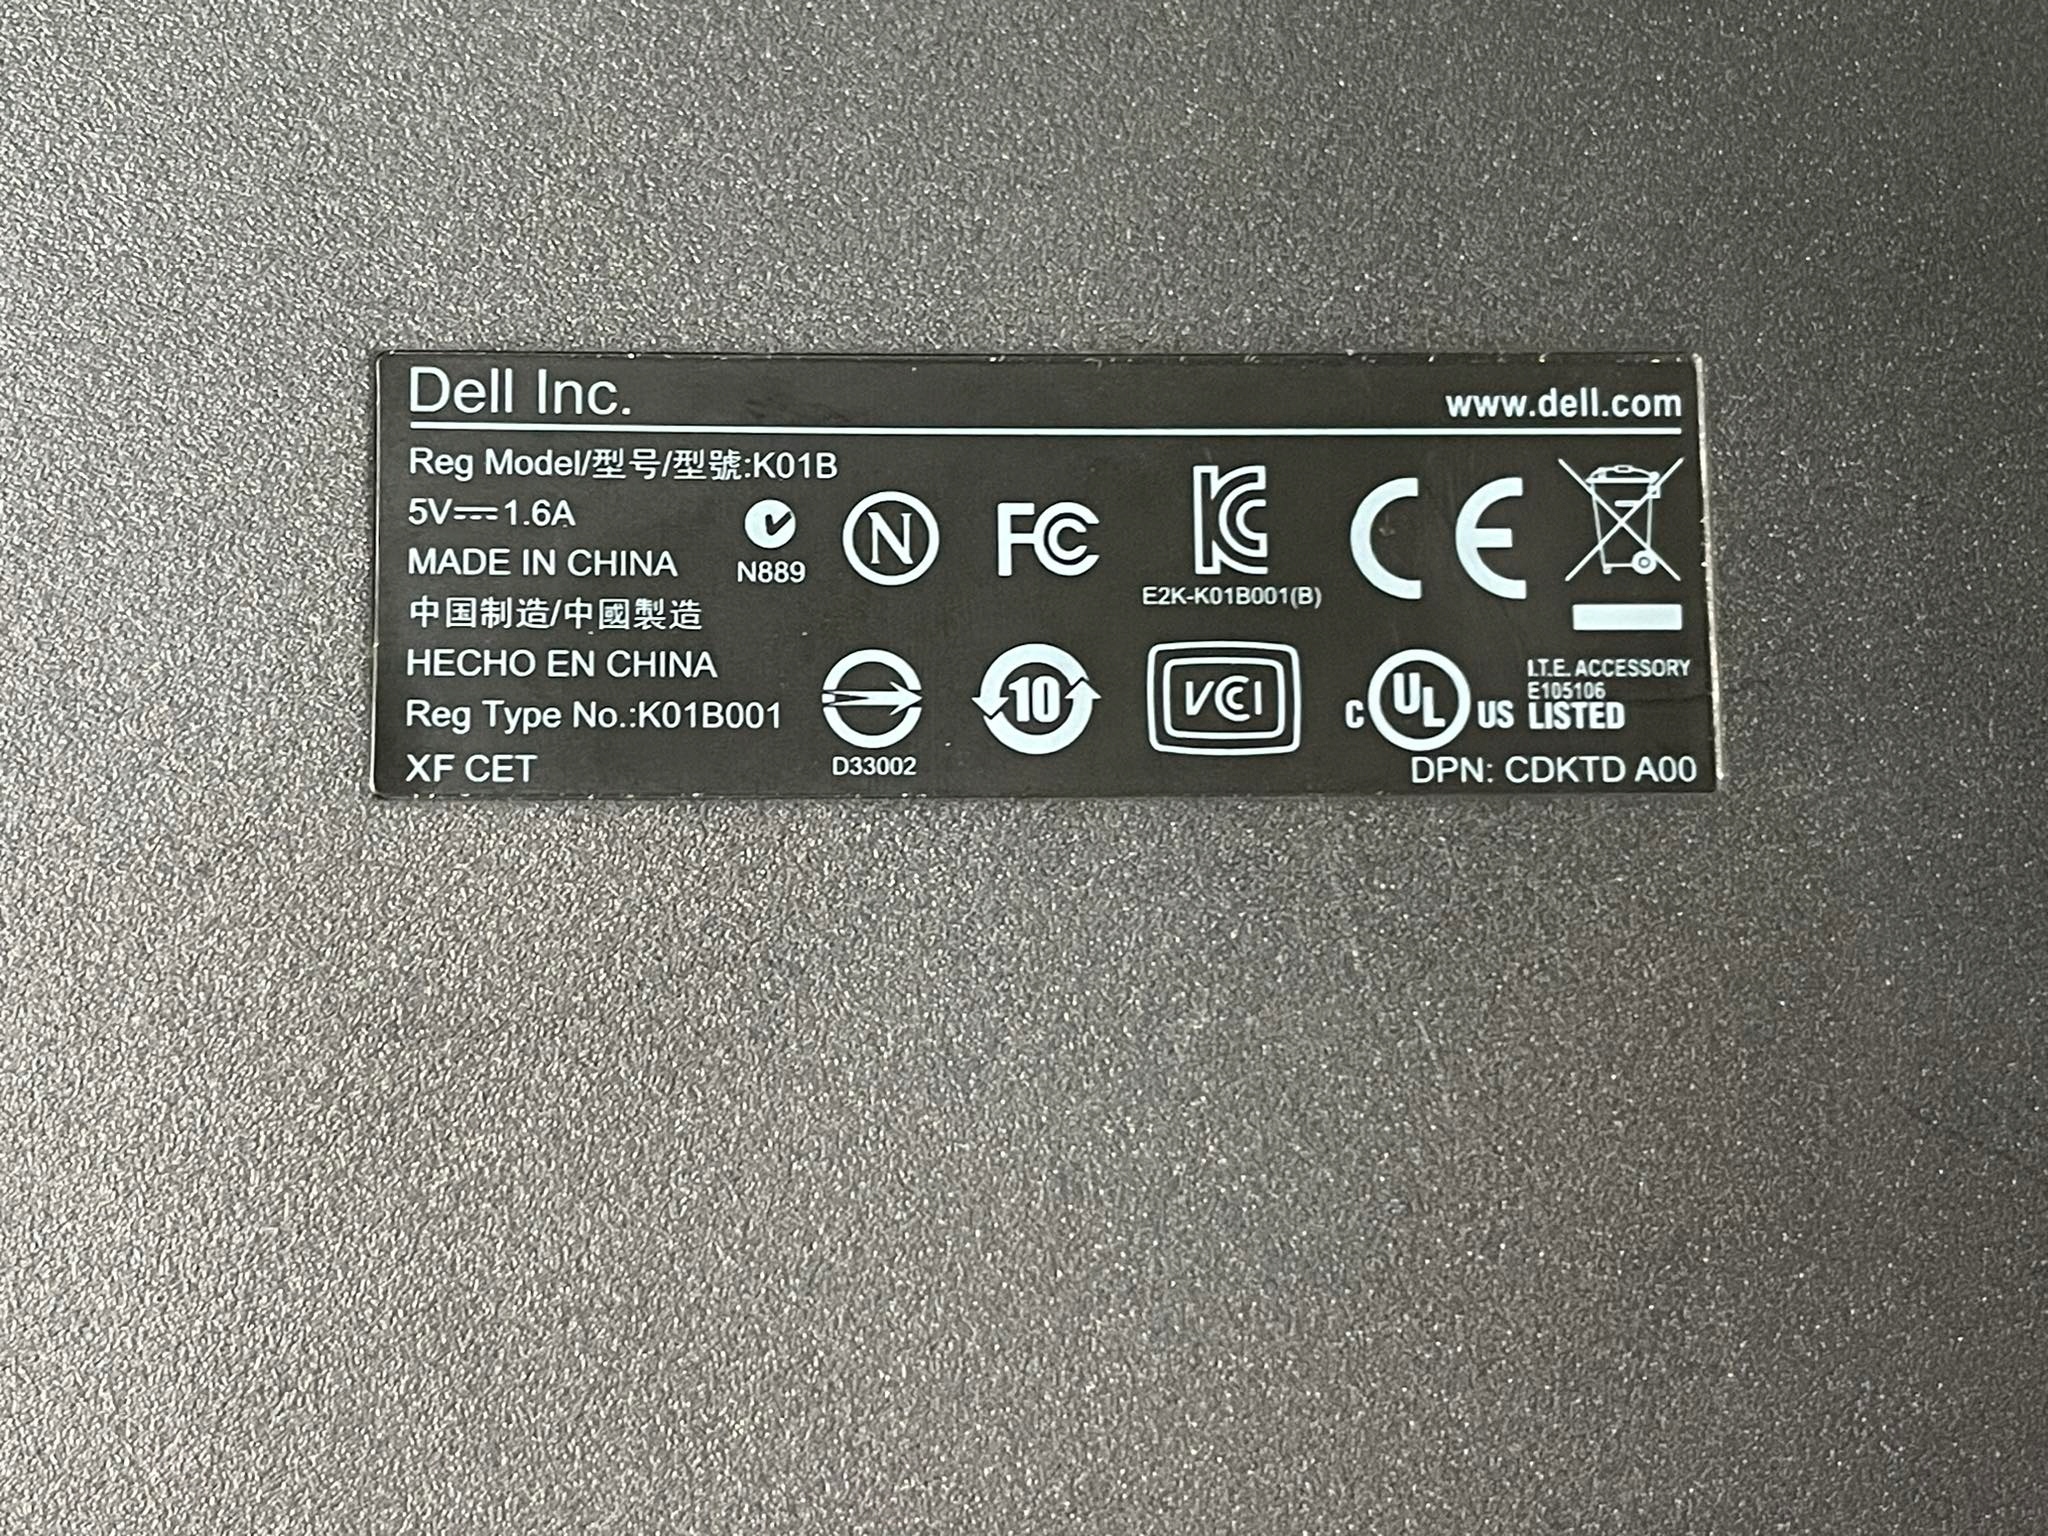 Dell Inc.
www.dell.com
Reg Model/型号/型號:K01B
5V⎓1.6A
MADE IN CHINA
中国制造/中國製造
HECHO EN CHINA
Reg Type No.:K01B001
XF CET
N889
N
FC
KC
E2K-K01B001(B)
CE
D33002
10
VCI
c UL US
I.T.E. ACCESSORY
E105106
LISTED
DPN: CDKTD A00